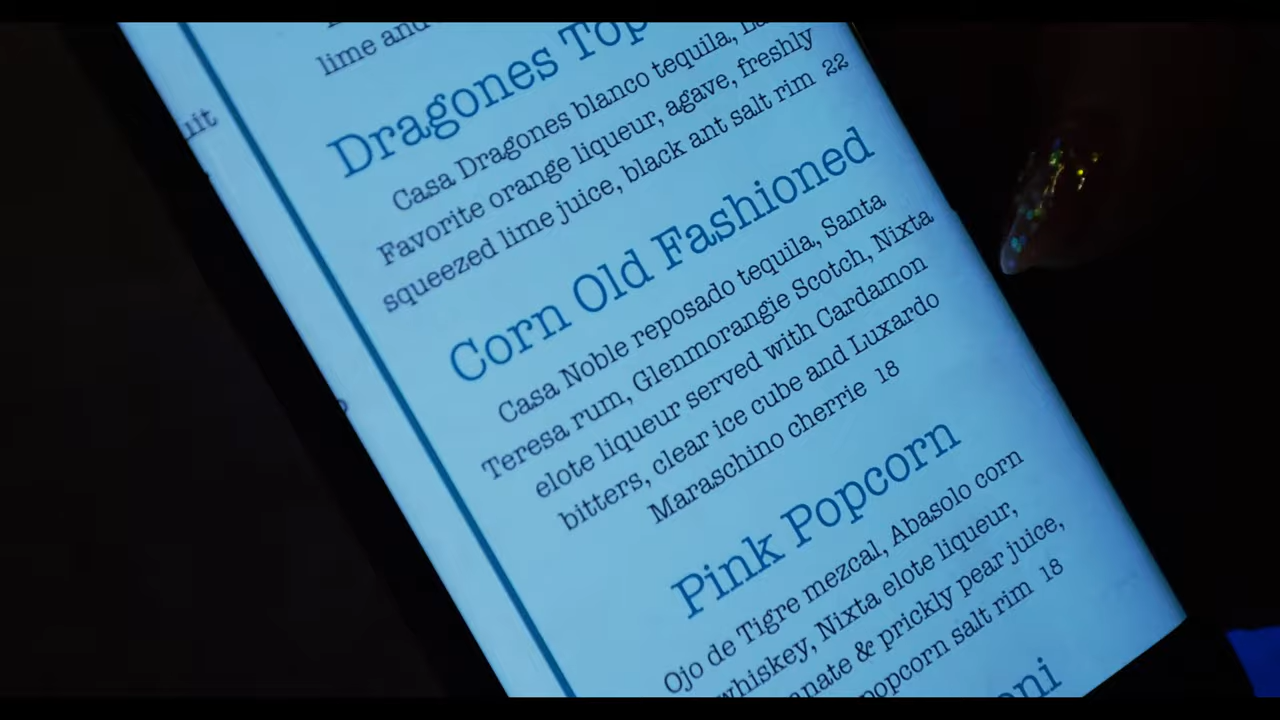 lime and
Dragones Top
Casa Dragones blanco tequila,
Favorite orange liqueur, agave, freshly
squeezed lime juice, black ant salt rim 22
Corn Old Fashioned
Casa Noble reposado tequila, Santa
Teresa rum, Glenmorangie Scotch, Nixta
elote liqueur served with Cardamon
bitters, clear ice cube and Luxardo
Maraschino cherrie 18
Pink Popcorn
Ojo de Tigre mezcal, Abasolo corn
whiskey, Nixta elote liqueur,
nate & prickly pear juice,
popcorn salt rim 18
oni